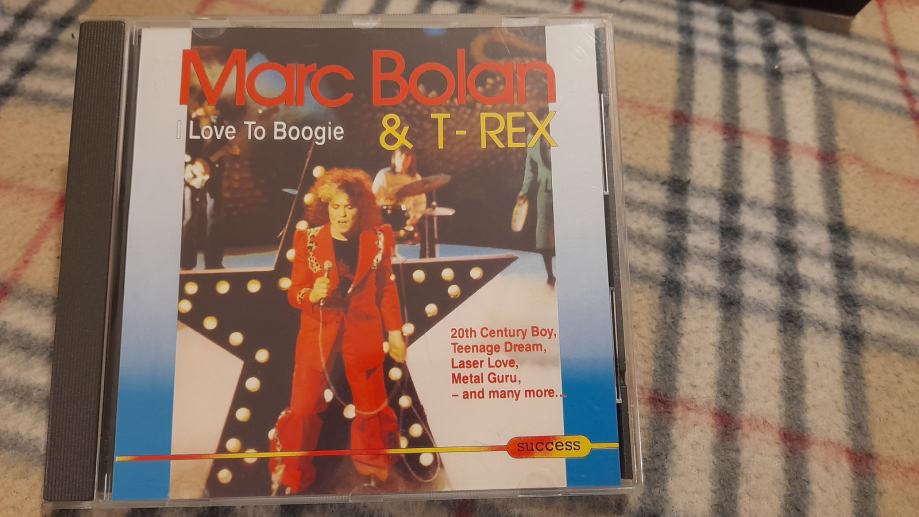 Marc Bolan
I Love To Boogie
& T-REX
20th Century Boy,
Teenage Dream,
Laser Love,
Metal Guru,
– and many more...
success